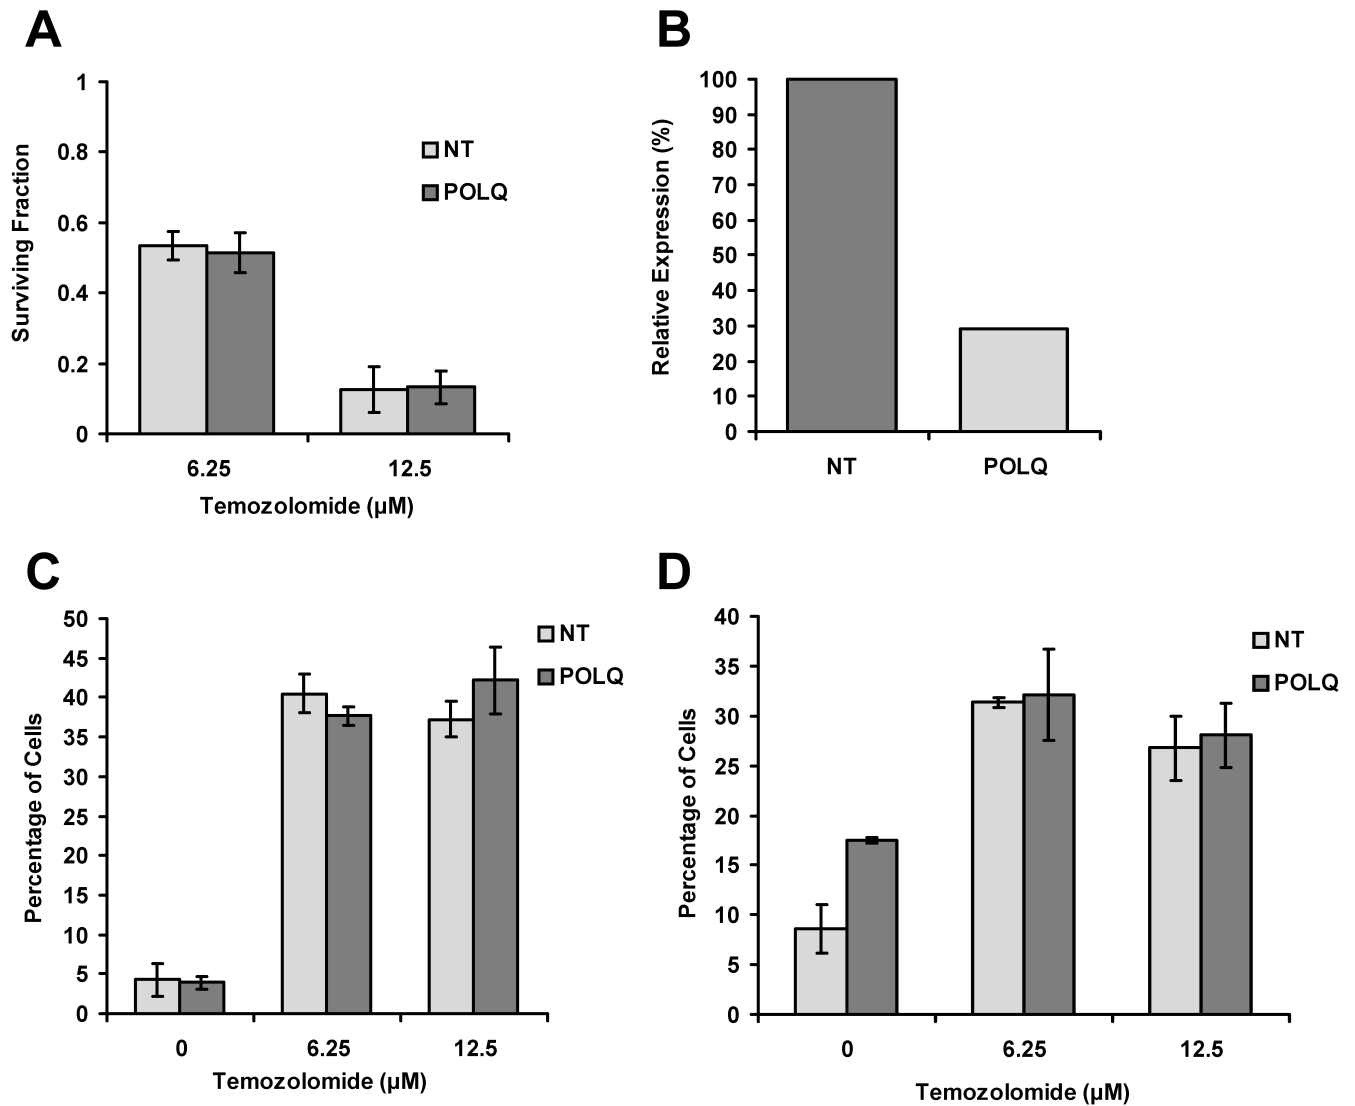 A
Surviving Fraction
1
0.8
0.6
0.4
0.2
0
NT
POLQ
6.25 12.5
Temozolomide (µM)
B
Relative Expression (%)
100
90
80
70
60
50
40
30
20
10
0
NT POLQ
C
Percentage of Cells
50
45
40
35
30
25
20
15
10
5
0
NT
POLQ
0 6.25 12.5
Temozolomide (µM)
D
Percentage of Cells
40
35
30
25
20
15
10
5
0
NT
POLQ
0 6.25 12.5
Temozolomide (µM)